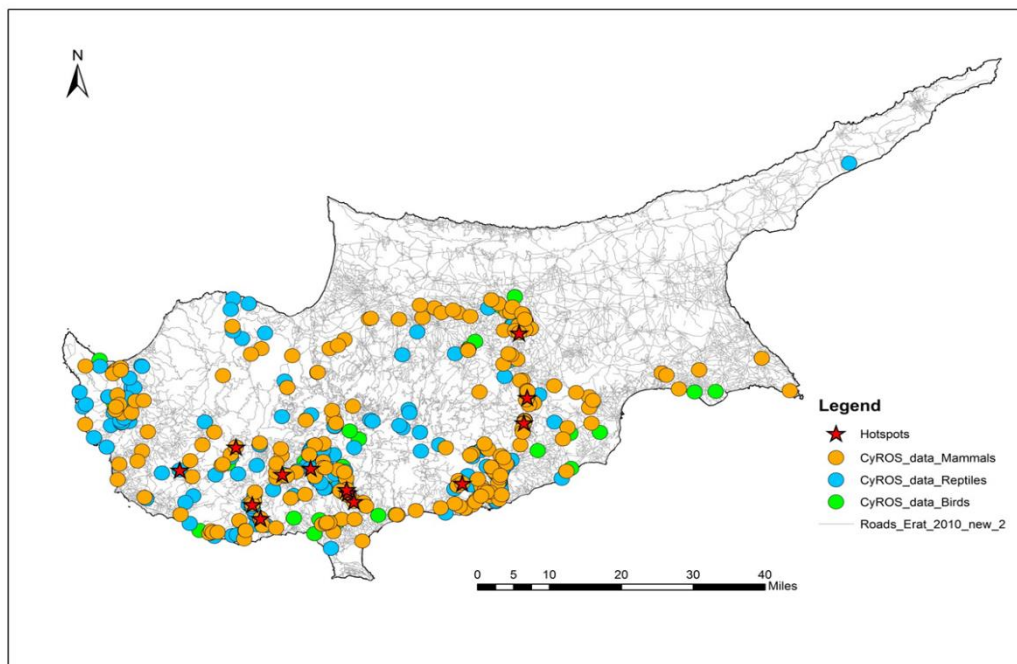 N
Legend
Hotspots
CyROS_data_Mammals
CyROS_data_Reptiles
CyROS_data_Birds
Roads_Erat_2010_new_2
0 5 10 20 30 40
Miles